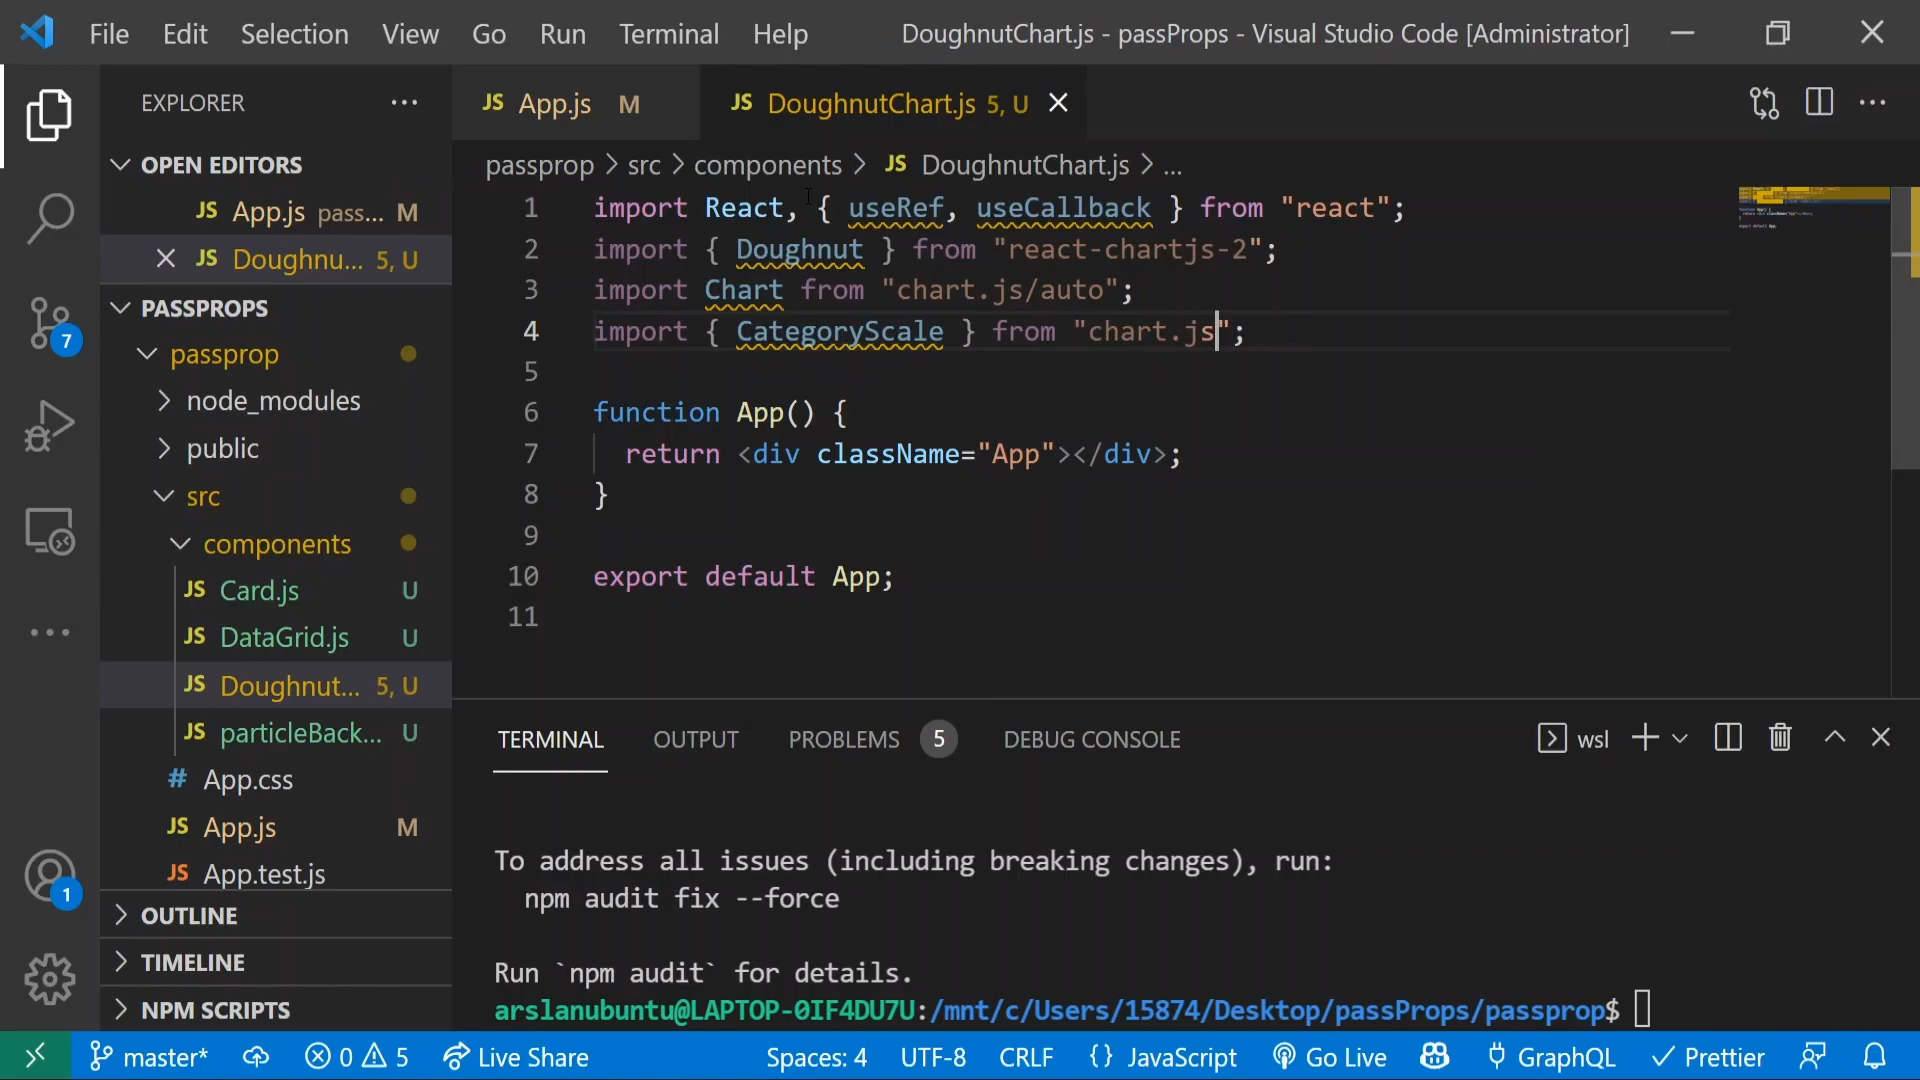 File Edit Selection View Go Run Terminal Help DoughnutChart.js - passProps - Visual Studio Code [Administrator]
EXPLORER ...
OPEN EDITORS
JS App.js pass... M
JS Doughnu... 5, U
PASSPROPS
passprop
node_modules
public
src
components
JS Card.js U
JS DataGrid.js U
JS Doughnut... 5, U
JS particleBack... U
# App.css
JS App.js M
JS App.test.js
OUTLINE
TIMELINE
NPM SCRIPTS
7
1
JS App.js M JS DoughnutChart.js 5, U
passprop > src > components > JS DoughnutChart.js > ...
1 import React, { useRef, useCallback } from "react";
2 import { Doughnut } from "react-chartjs-2";
3 import Chart from "chart.js/auto";
4 import { CategoryScale } from "chart.js";
5
6 function App() {
7 return <div className="App"></div>;
8 }
9
10 export default App;
11
TERMINAL OUTPUT PROBLEMS 5 DEBUG CONSOLE wsl
To address all issues (including breaking changes), run:
npm audit fix --force
Run `npm audit` for details.
arslanubuntu@LAPTOP-0IF4DU7U:/mnt/c/Users/15874/Desktop/passProps/passprop$
master* 0 5 Live Share Spaces: 4 UTF-8 CRLF {} JavaScript Go Live GraphQL Prettier